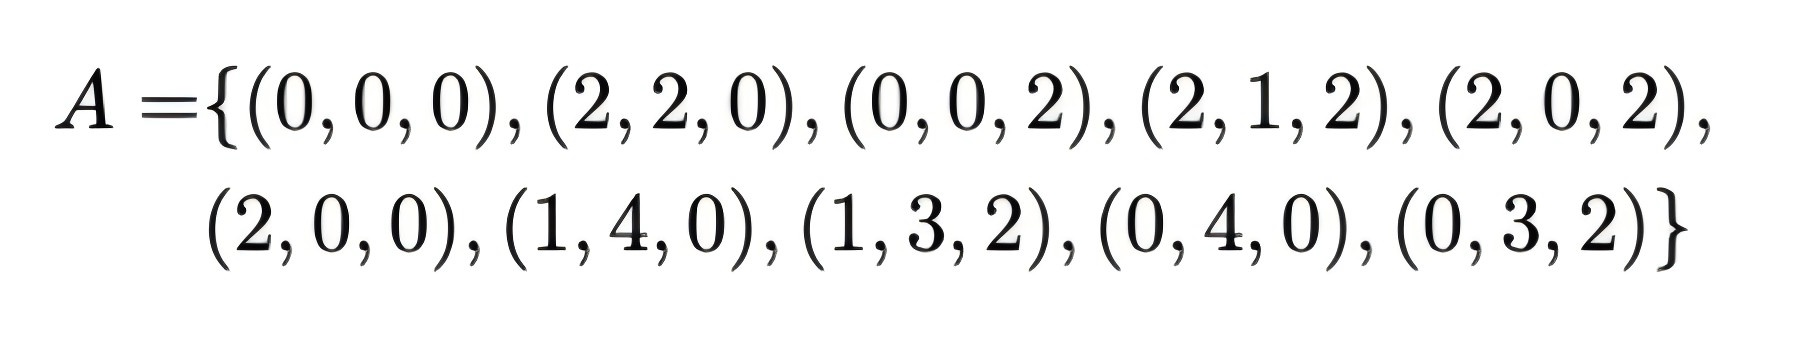 A = {(0, 0, 0), (2, 2, 0), (0, 0, 2), (2, 1, 2), (2, 0, 2),
(2, 0, 0), (1, 4, 0), (1, 3, 2), (0, 4, 0), (0, 3, 2)}